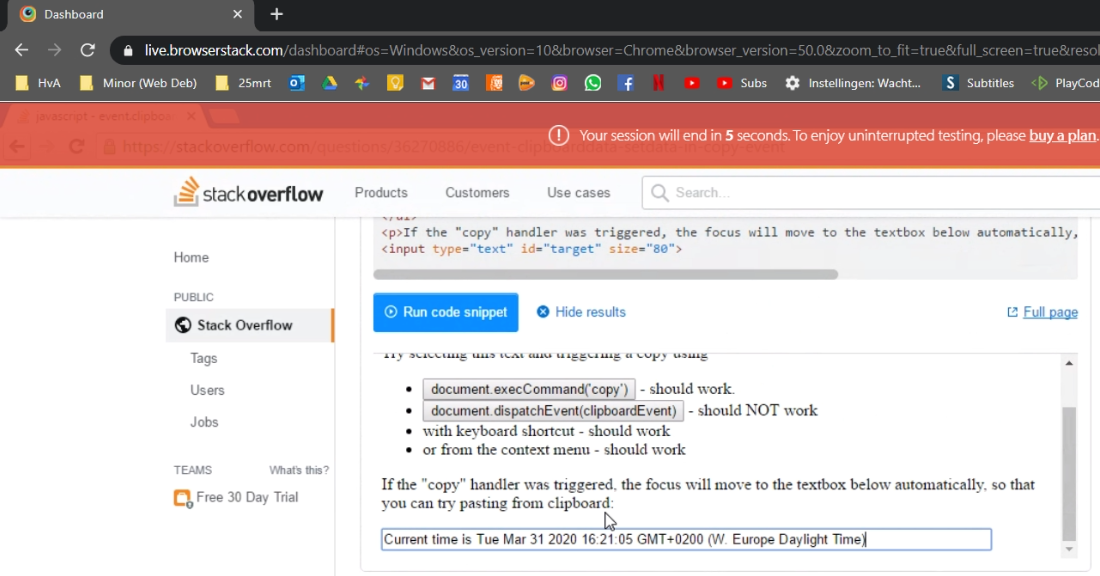 Dashboard
live.browserstack.com/dashboard#os=Windows&os_version=10&browser=Chrome&browser_version=50.0&zoom_to_fit=true&full_screen=true&resol
HvA
Minor (Web Deb)
25mrt
30
Subs
Instellingen: Wacht...
S
Subtitles
PlayCod
javascript - event.clipboa
Your session will end in 5 seconds. To enjoy uninterrupted testing, please buy a plan.
https://stackoverflow.com/questions/36270886/event-clipboarddata-setdata-in-copy-event
stackoverflow
Products
Customers
Use cases
Search...
</ul>
<p>If the "copy" handler was triggered, the focus will move to the textbox below automatically,
<input type="text" id="target" size="80">
Home
PUBLIC
Stack Overflow
Tags
Users
Jobs
TEAMS
What's this?
Free 30 Day Trial
Run code snippet
Hide results
Full page
Try selecting this text and triggering a copy using
document.execCommand('copy') - should work.
document.dispatchEvent(clipboardEvent) - should NOT work
with keyboard shortcut - should work
or from the context menu - should work
If the "copy" handler was triggered, the focus will move to the textbox below automatically, so that
you can try pasting from clipboard:
Current time is Tue Mar 31 2020 16:21:05 GMT+0200 (W. Europe Daylight Time)